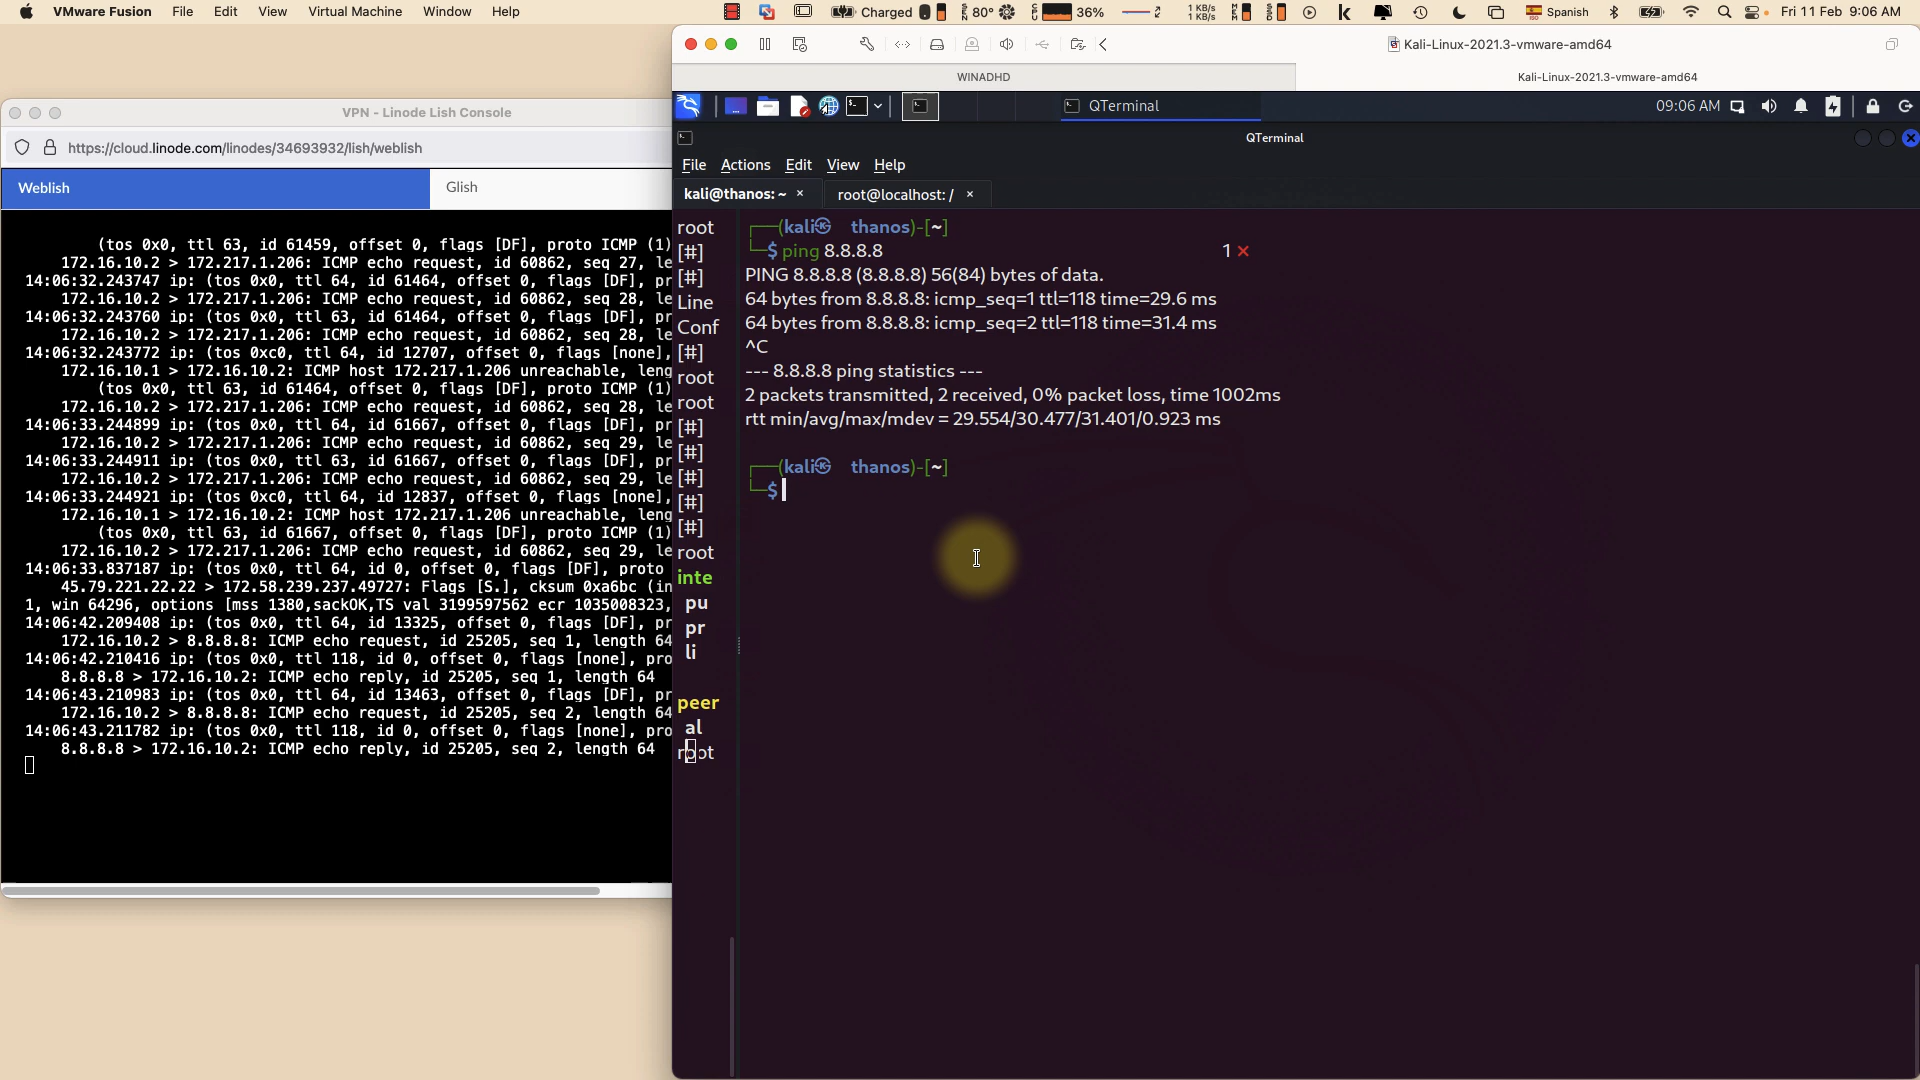 VMware Fusion File Edit View Virtual Machine Window Help Charged 80° 36% 1 KB/s 1 KB/s Spanish Fri 11 Feb 9:06 AM
Kali-Linux-2021.3-vmware-amd64
WINADHD Kali-Linux-2021.3-vmware-amd64
VPN - Linode Lish Console
https://cloud.linode.com/linodes/34693932/lish/weblish
Weblish Glish
(tos 0x0, ttl 63, id 61459, offset 0, flags [DF], proto ICMP (1)
172.16.10.2 > 172.217.1.206: ICMP echo request, id 60862, seq 27, le
14:06:32.243747 ip: (tos 0x0, ttl 64, id 61464, offset 0, flags [DF], pr
172.16.10.2 > 172.217.1.206: ICMP echo request, id 60862, seq 28, le
14:06:32.243760 ip: (tos 0x0, ttl 63, id 61464, offset 0, flags [DF], pr
172.16.10.2 > 172.217.1.206: ICMP echo request, id 60862, seq 28, le
14:06:32.243772 ip: (tos 0xc0, ttl 64, id 12707, offset 0, flags [none],
172.16.10.1 > 172.16.10.2: ICMP host 172.217.1.206 unreachable, leng
(tos 0x0, ttl 63, id 61464, offset 0, flags [DF], proto ICMP (1)
172.16.10.2 > 172.217.1.206: ICMP echo request, id 60862, seq 28, le
14:06:33.244899 ip: (tos 0x0, ttl 64, id 61667, offset 0, flags [DF], pr
172.16.10.2 > 172.217.1.206: ICMP echo request, id 60862, seq 29, le
14:06:33.244911 ip: (tos 0x0, ttl 63, id 61667, offset 0, flags [DF], pr
172.16.10.2 > 172.217.1.206: ICMP echo request, id 60862, seq 29, le
14:06:33.244921 ip: (tos 0xc0, ttl 64, id 12837, offset 0, flags [none],
172.16.10.1 > 172.16.10.2: ICMP host 172.217.1.206 unreachable, leng
(tos 0x0, ttl 63, id 61667, offset 0, flags [DF], proto ICMP (1)
172.16.10.2 > 172.217.1.206: ICMP echo request, id 60862, seq 29, le
14:06:33.837187 ip: (tos 0x0, ttl 64, id 0, offset 0, flags [DF], proto
45.79.221.22.22 > 172.58.239.237.49727: Flags [S.], cksum 0xa6bc (in
1, win 64296, options [mss 1380,sackOK,TS val 3199597562 ecr 1035008323,
14:06:42.209408 ip: (tos 0x0, ttl 64, id 13325, offset 0, flags [DF], pr
172.16.10.2 > 8.8.8.8: ICMP echo request, id 25205, seq 1, length 64
14:06:42.210416 ip: (tos 0x0, ttl 118, id 0, offset 0, flags [none], pro
8.8.8.8 > 172.16.10.2: ICMP echo reply, id 25205, seq 1, length 64
14:06:43.210983 ip: (tos 0x0, ttl 64, id 13463, offset 0, flags [DF], pr
172.16.10.2 > 8.8.8.8: ICMP echo request, id 25205, seq 2, length 64
14:06:43.211782 ip: (tos 0x0, ttl 118, id 0, offset 0, flags [none], pro
8.8.8.8 > 172.16.10.2: ICMP echo reply, id 25205, seq 2, length 64
QTerminal 09:06 AM
QTerminal
File Actions Edit View Help
kali@thanos: ~ × root@localhost: / ×
root
[#]
[#]
Line
Conf
[#]
root
root
[#]
[#]
[#]
[#]
[#]
root
inte
pu
pr
li
peer
al
root
┌──(kali㉿ thanos)-[~]
└─$ ping 8.8.8.8 1 ⨯
PING 8.8.8.8 (8.8.8.8) 56(84) bytes of data.
64 bytes from 8.8.8.8: icmp_seq=1 ttl=118 time=29.6 ms
64 bytes from 8.8.8.8: icmp_seq=2 ttl=118 time=31.4 ms
^C
--- 8.8.8.8 ping statistics ---
2 packets transmitted, 2 received, 0% packet loss, time 1002ms
rtt min/avg/max/mdev = 29.554/30.477/31.401/0.923 ms
┌──(kali㉿ thanos)-[~]
└─$